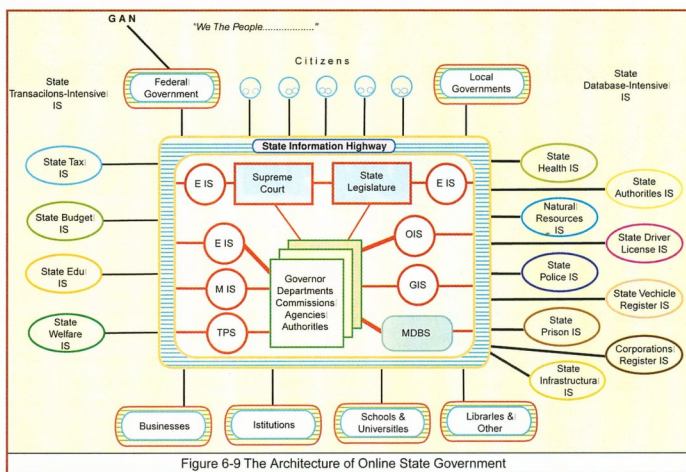 GAN
"We The People...................."
Citizens
State
Transacilons-Intensive
IS
Federal
Government
Local
Governments
State
Database-Intensive
IS
State Information Highway
State Tax
IS
State Budget
IS
State Edu
IS
State
Welfare
IS
E IS
Supreme
Court
State
Legislature
E IS
E IS
OIS
M IS
GIS
TPS
MDBS
Governor
Departments
Commissions
Agencies
Authorities
State
Health IS
State
Authorltles IS
Natural
Resources
IS
State Driver
License IS
State
Police IS
State Vechicle
Register IS
State
Prison IS
Corporations
Register IS
State
Infrastructural
IS
Businesses
Istitutions
Schools &
Universitles
Librarles &
Other
Figure 6-9 The Architecture of Online State Government